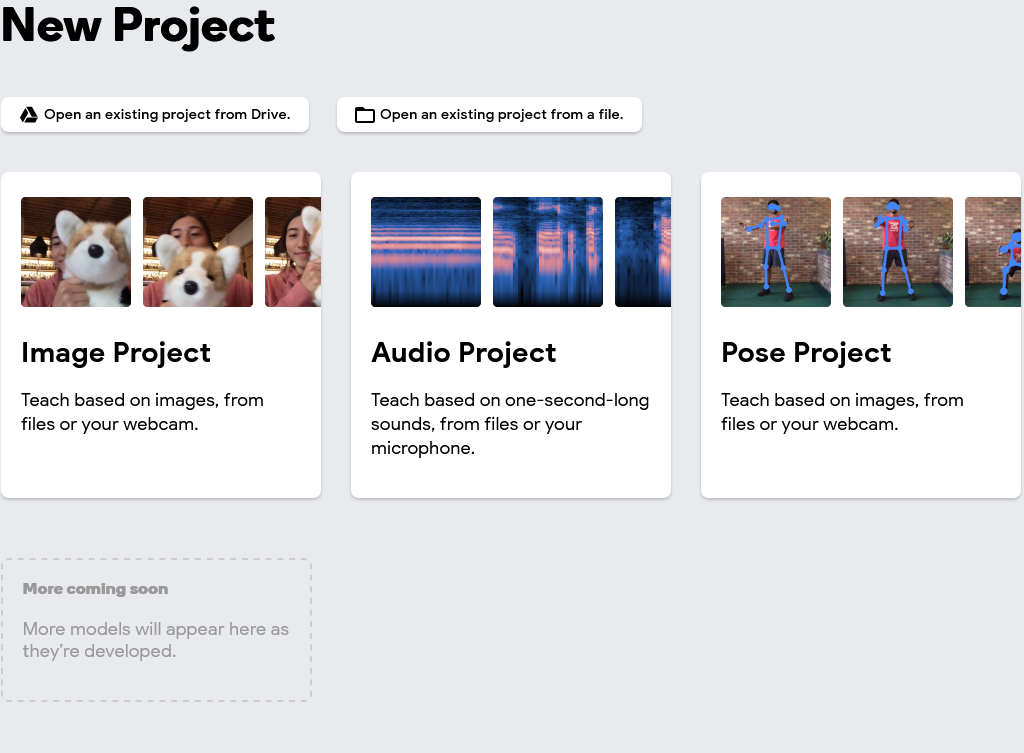 New Project
Open an existing project from Drive.
Open an existing project from a file.
Image Project
Teach based on images, from
files or your webcam.
Audio Project
Teach based on one-second-long
sounds, from files or your
microphone.
Pose Project
Teach based on images, from
files or your webcam.
More coming soon
More models will appear here as
they’re developed.